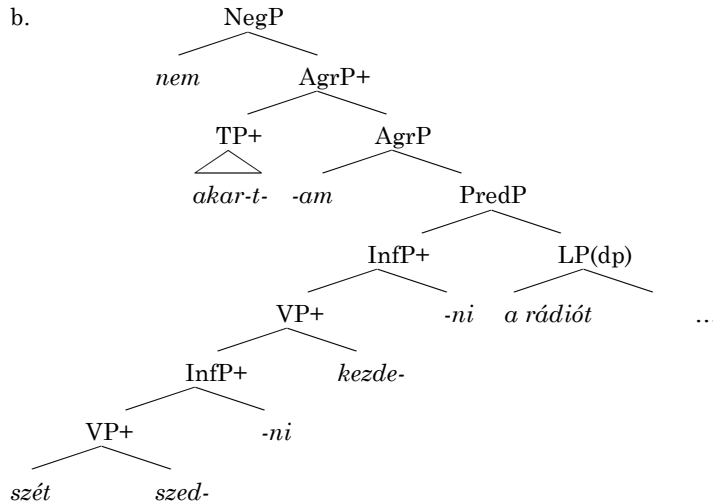 b.
NegP
nem
AgrP+
TP+
AgrP
akar-t-
-am
PredP
InfP+
LP(dp)
VP+
-ni
a rádiót
...
InfP+
kezde-
VP+
-ni
szét
szed-